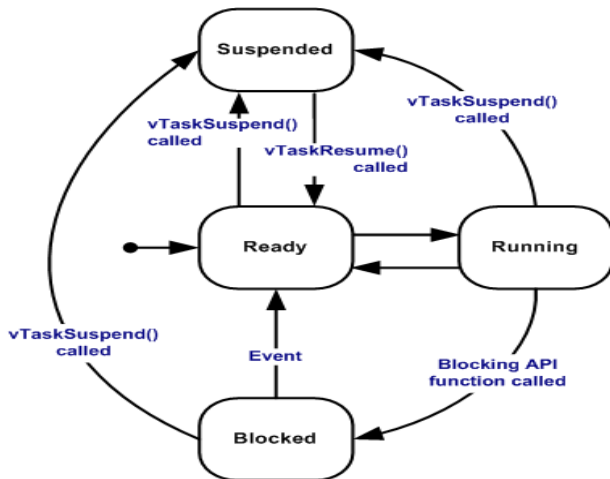 Suspended
vTaskSuspend()
called
vTaskSuspend()
called
vTaskResume()
called
Ready
Running
vTaskSuspend()
called
Event
Blocking API
function called
Blocked